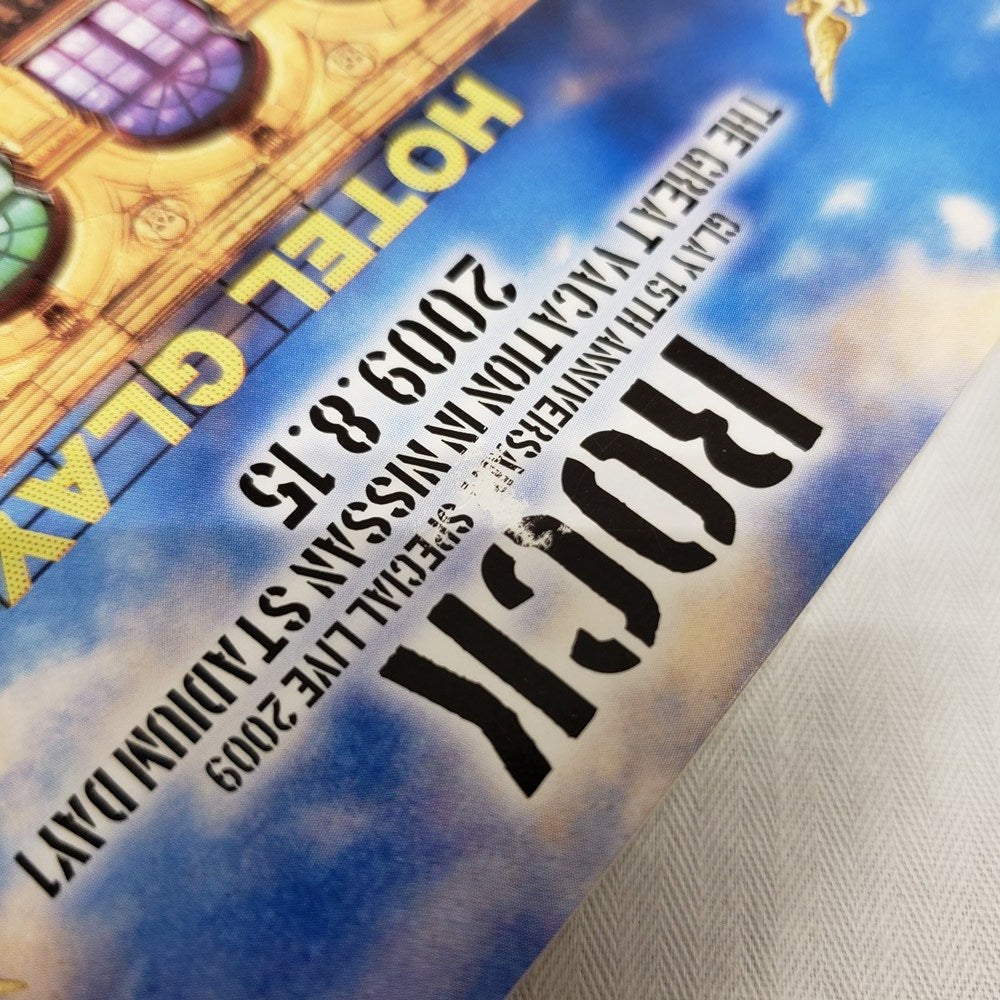 HOTEL GLAY
ROCK
GLAY 15TH ANNIVERSARY SPECIAL LIVE 2009
THE GREAT VACATION IN NISSAN STADIUM DAY1
2009.8.15